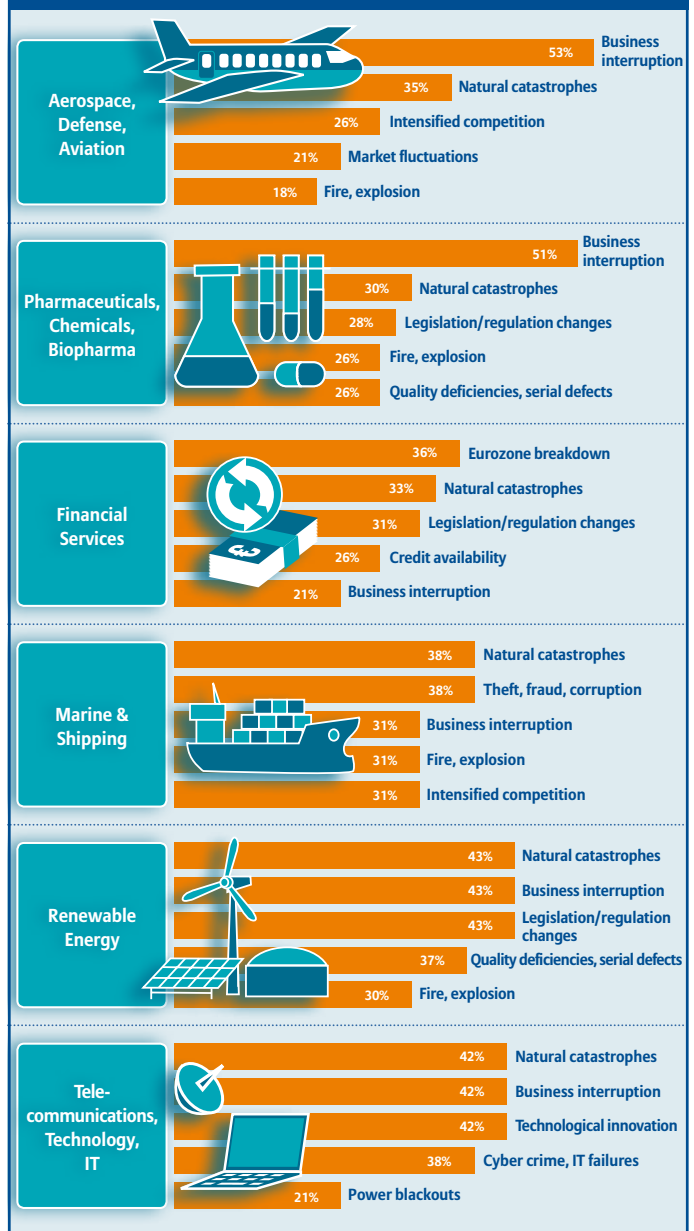 Aerospace,
Defense,
Aviation
53%
Business
interruption
35%
Natural catastrophes
26%
Intensified competition
21%
Market fluctuations
18%
Fire, explosion
Pharmaceuticals,
Chemicals,
Biopharma
51%
Business
interruption
30%
Natural catastrophes
28%
Legislation/regulation changes
26%
Fire, explosion
26%
Quality deficiencies, serial defects
Financial
Services
36%
Eurozone breakdown
33%
Natural catastrophes
31%
Legislation/regulation changes
26%
Credit availability
€
21%
Business interruption
Marine &
Shipping
38%
Natural catastrophes
38%
Theft, fraud, corruption
31%
Business interruption
31%
Fire, explosion
31%
Intensified competition
Renewable
Energy
43%
Natural catastrophes
43%
Business interruption
43%
Legislation/regulation
changes
37%
Quality deficiencies, serial defects
30%
Fire, explosion
Tele-
communications,
Technology,
IT
42%
Natural catastrophes
42%
Business interruption
42%
Technological innovation
38%
Cyber crime, IT failures
21%
Power blackouts